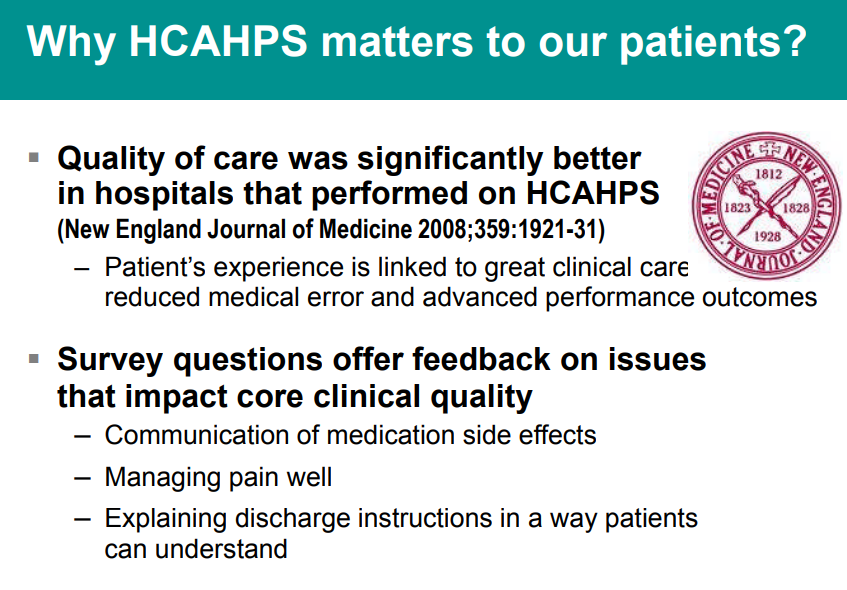 Why HCAHPS matters to our patients?
▪ Quality of care was significantly better
in hospitals that performed on HCAHPS
(New England Journal of Medicine 2008;359:1921-31)
– Patient's experience is linked to great clinical care
reduced medical error and advanced performance outcomes
▪ Survey questions offer feedback on issues
that impact core clinical quality
– Communication of medication side effects
– Managing pain well
– Explaining discharge instructions in a way patients
can understand
NEW ENGLAND JOURNAL OF MEDICINE
1812
1823 1828
1928